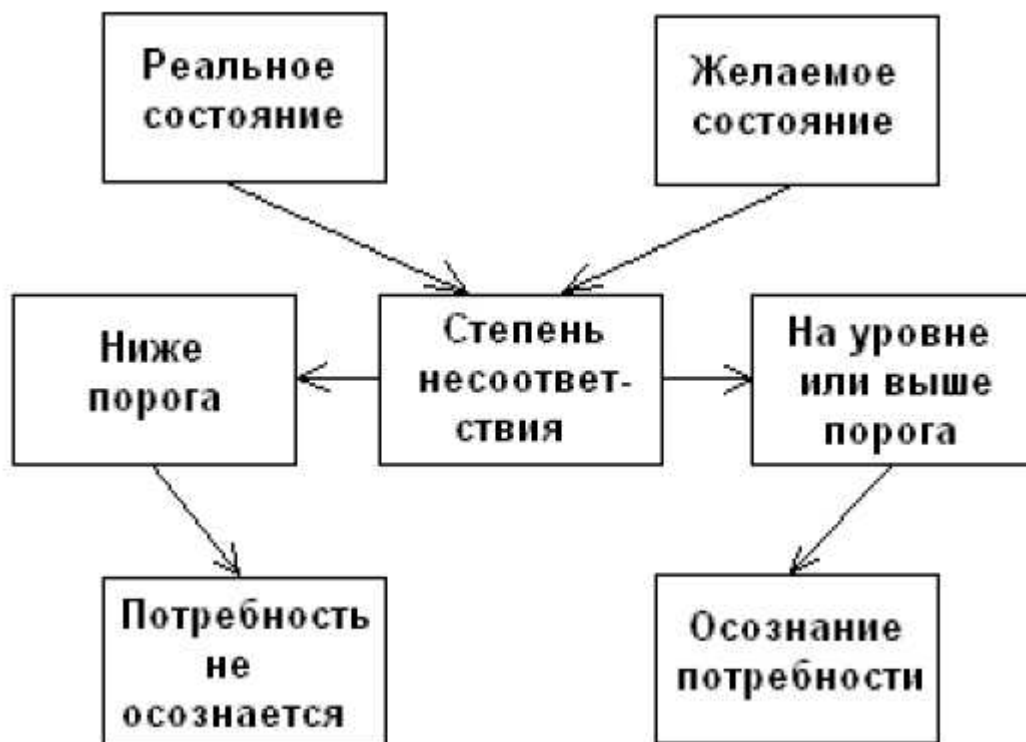 Реальное
состояние
Желаемое
состояние
Ниже
порога
Степень
несоответ-
ствия
На уровне
или выше
порога
Потребность
не
осознается
Осознание
потребности